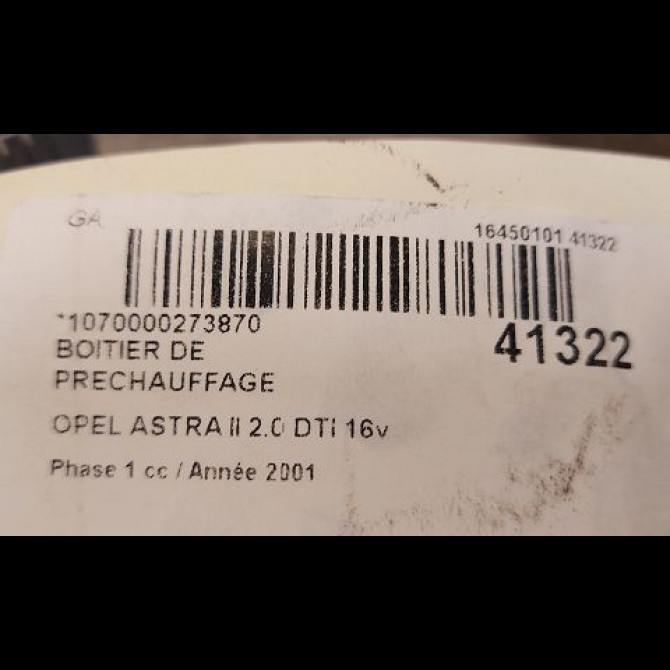 GA
16450101 41322
*1070000273870
41322
BOITIER DE
PRECHAUFFAGE
OPEL ASTRA II 2.0 DTI 16v
Phase 1 cc / Année 2001